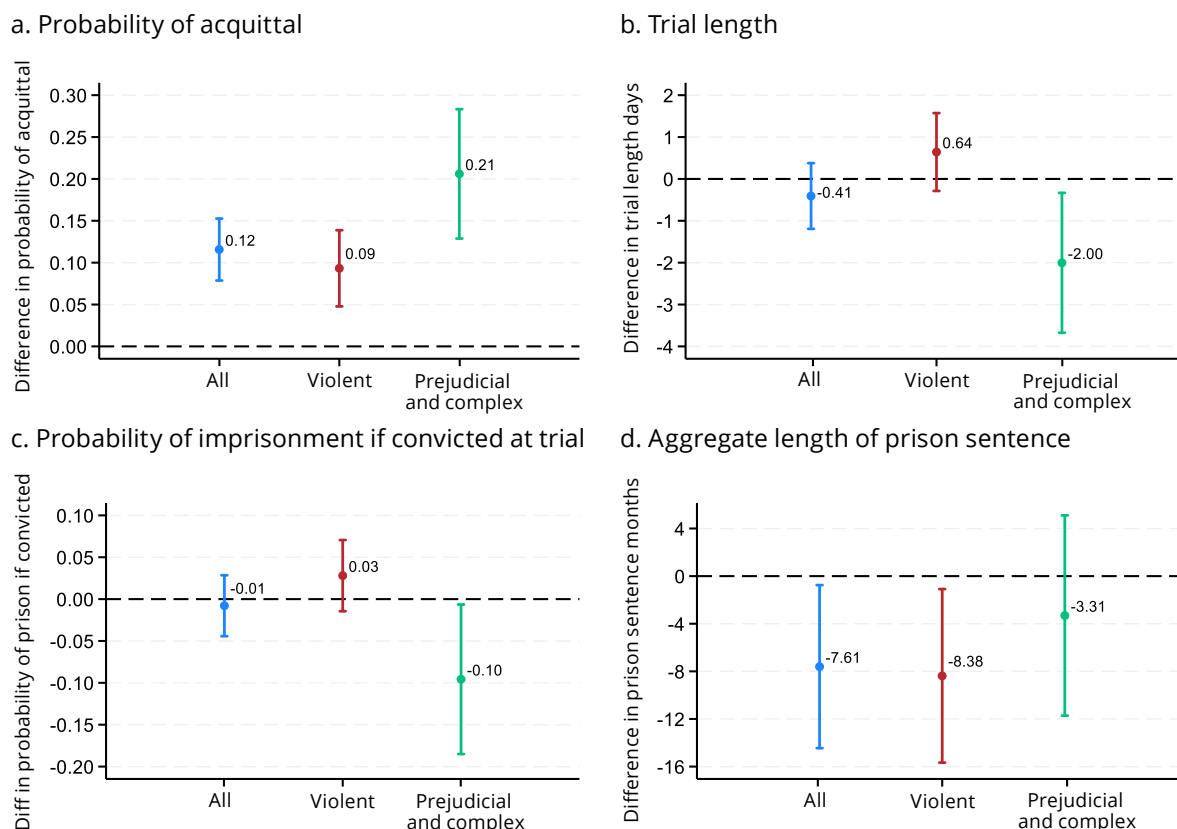 a. Probability of acquittal
Difference in probability of acquittal
0.30
0.25
0.20
0.15
0.10
0.05
0.00
0.12
0.09
0.21
All
Violent
Prejudicial
and complex
b. Trial length
Difference in trial length days
2
1
0
-1
-2
-3
-4
-0.41
0.64
-2.00
All
Violent
Prejudicial
and complex
c. Probability of imprisonment if convicted at trial
Diff in probability of prison if convicted
0.10
0.05
0.00
-0.05
-0.10
-0.15
-0.20
-0.01
0.03
-0.10
All
Violent
Prejudicial
and complex
d. Aggregate length of prison sentence
Difference in prison sentence months
4
0
-4
-8
-12
-16
-7.61
-8.38
-3.31
All
Violent
Prejudicial
and complex